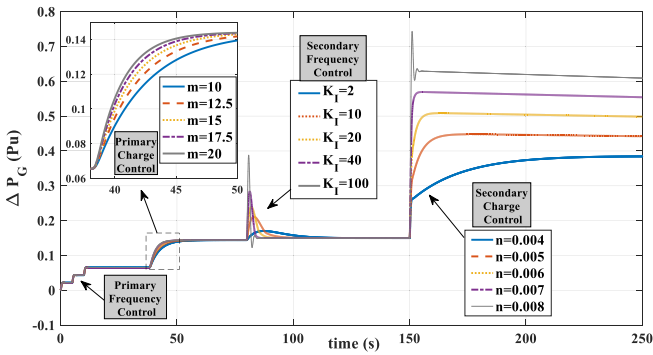 0.8
0.7
0.6
0.5
0.4
0.3
0.2
0.1
0
-0.1
Δ P_G (Pu)
0
50
100
150
200
250
time (s)
0.14
0.12
0.1
0.08
0.06
40
45
50
m=10
m=12.5
m=15
m=17.5
m=20
Primary
Charge
Control
Secondary
Frequency
Control
K_I=2
K_I=10
K_I=20
K_I=40
K_I=100
Primary
Frequency
Control
Secondary
Charge
Control
n=0.004
n=0.005
n=0.006
n=0.007
n=0.008